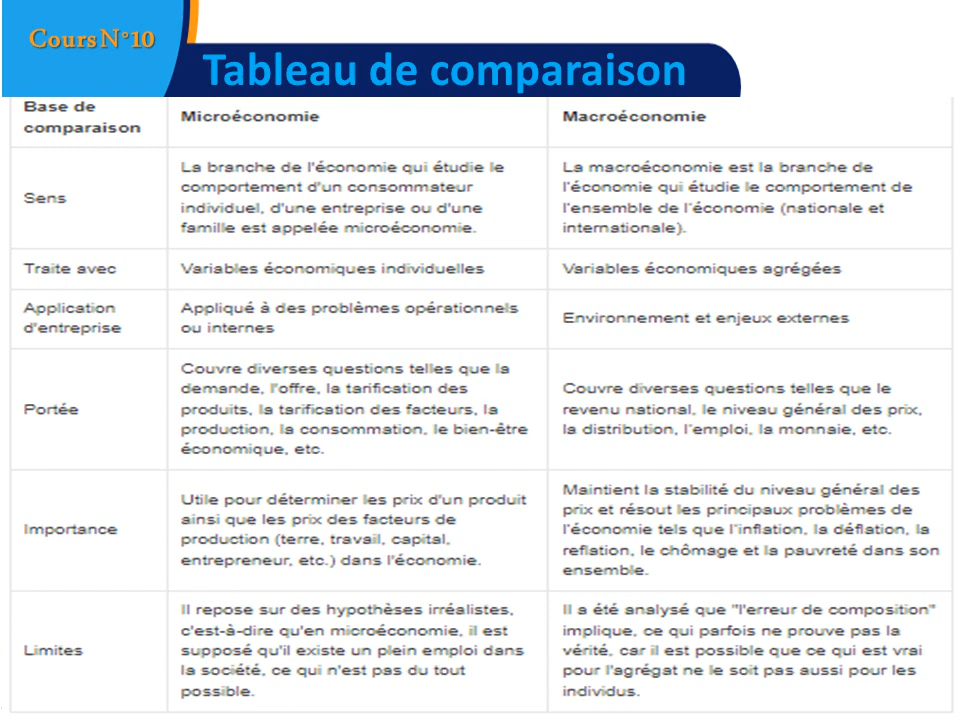 Cours N°10
Tableau de comparaison
Base de
comparaison
Microéconomie
Macroéconomie
Sens
La branche de l'économie qui étudie le
comportement d'un consommateur
individuel, d'une entreprise ou d'une
famille est appelée microéconomie.
La macroéconomie est la branche de
l'économie qui étudie le comportement de
l'ensemble de l'économie (nationale et
internationale).
Traite avec
Variables économiques individuelles
Variables économiques agrégées
Application
d'entreprise
Appliqué à des problèmes opérationnels
ou internes
Environnement et enjeux externes
Portée
Couvre diverses questions telles que la
demande, l'offre, la tarification des
produits, la tarification des facteurs, la
production, la consommation, le bien-être
économique, etc.
Couvre diverses questions telles que le
revenu national, le niveau général des prix,
la distribution, l'emploi, la monnaie, etc.
Importance
Utile pour déterminer les prix d'un produit
ainsi que les prix des facteurs de
production (terre, travail, capital,
entrepreneur, etc.) dans l'économie.
Maintient la stabilité du niveau général des
prix et résout les principaux problèmes de
l'économie tels que l'inflation, la déflation, la
reflation, le chômage et la pauvreté dans son
ensemble.
Limites
Il repose sur des hypothèses irréalistes,
c'est-à-dire qu'en microéconomie, il est
supposé qu'il existe un plein emploi dans
la société, ce qui n'est pas du tout
possible.
Il a été analysé que "l'erreur de composition"
implique, ce qui parfois ne prouve pas la
vérité, car il est possible que ce qui est vrai
pour l'agrégat ne le soit pas aussi pour les
individus.